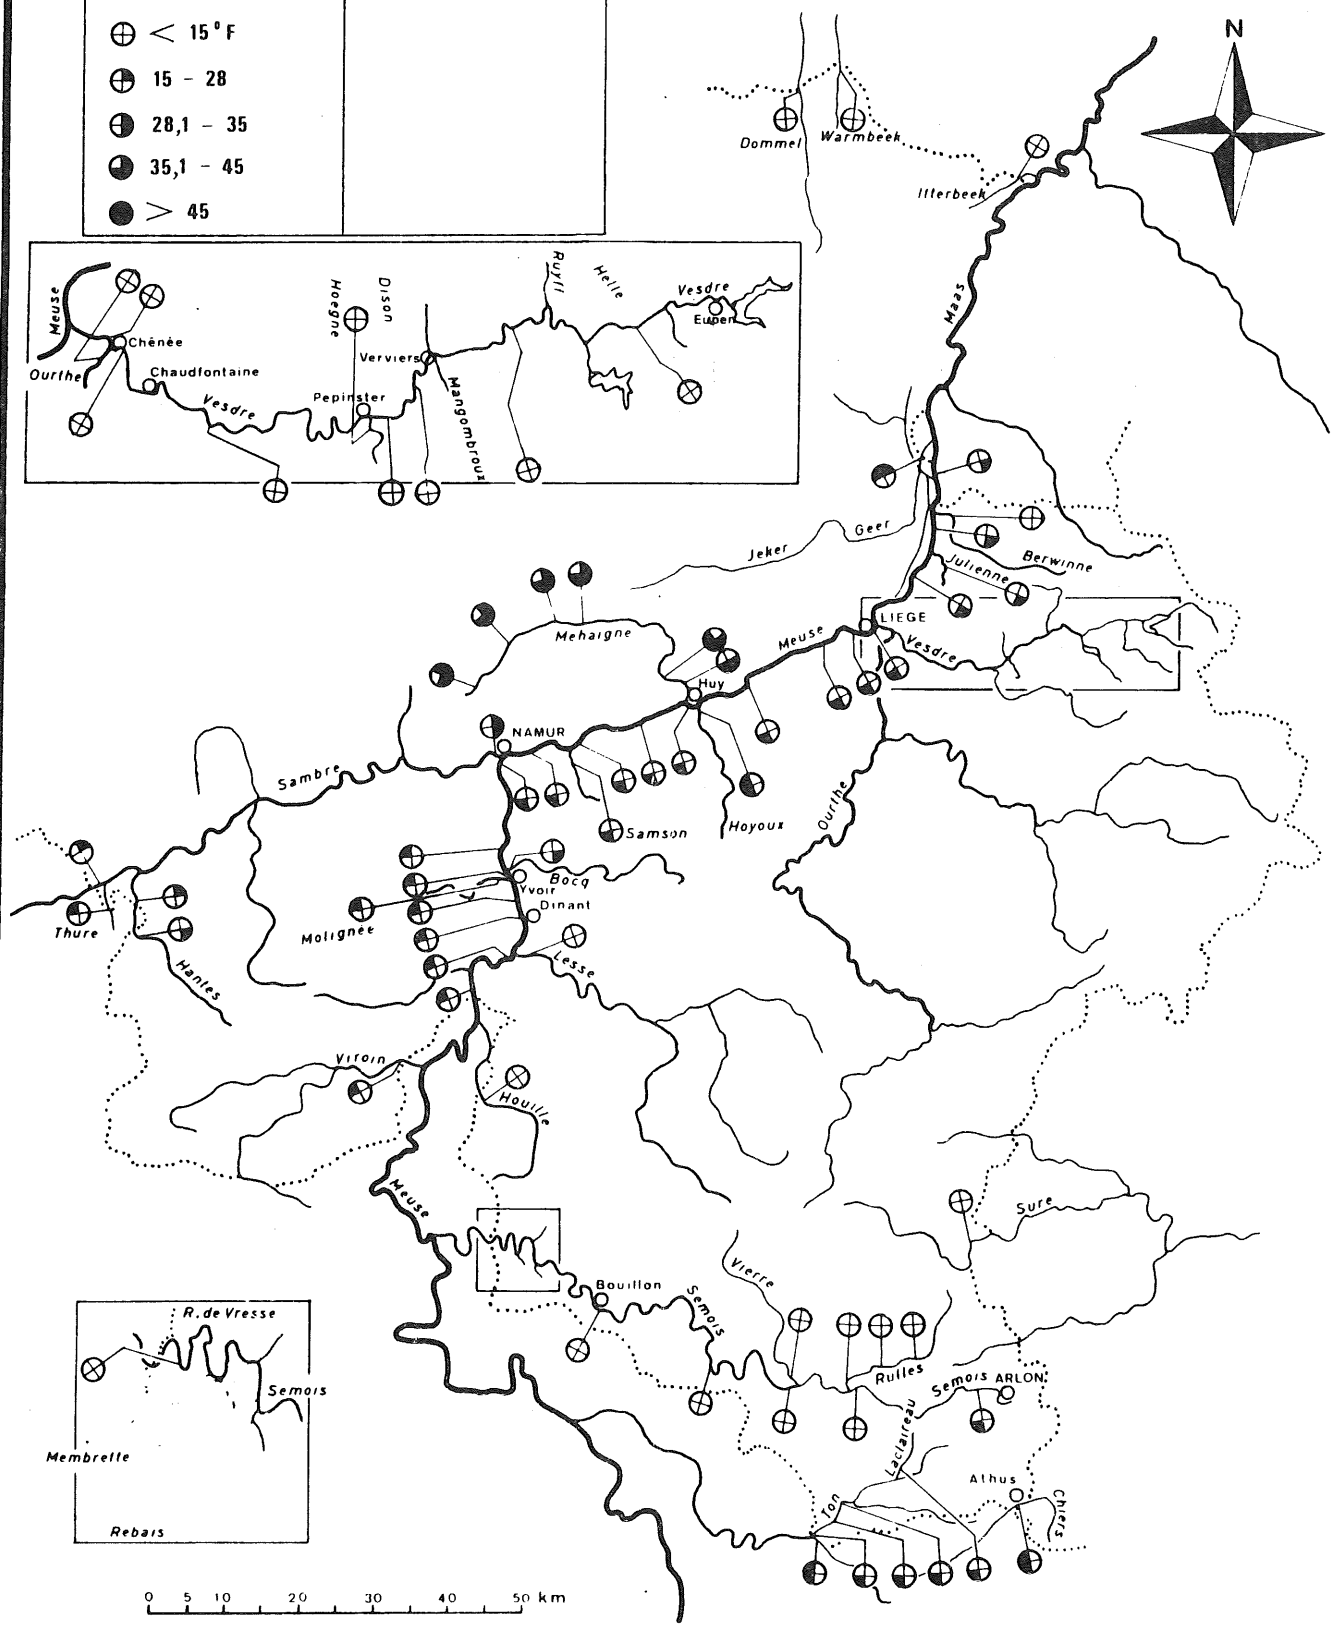 < 15°F
15 - 28
28,1 - 35
35,1 - 45
> 45
N
Dommel
Warmbeek
Itterbeek
Maas
Meuse
Chênée
Ourthe
Chaudfontaine
Vesdre
Hoegne
Dison
Pepinster
Verviers
Mangombroux
Ruyff
Helle
Vesdre
Eupen
Jeker
Geer
Berwinne
Julienne
LIEGE
Vesdre
Mehaigne
Meuse
Huy
NAMUR
Sambre
Samson
Hoyoux
Ourthe
Bocq
Yvoir
Dinant
Molignée
Thure
Hantes
Lesse
Viroin
Houille
Meuse
Sure
Bouillon
Semois
Vierre
Rulles
Semois
ARLON
Laclaireau
Ton
Athus
Chiers
R. de Vresse
Semois
Membrette
Rebais
0 5 10 20 30 40 50 km